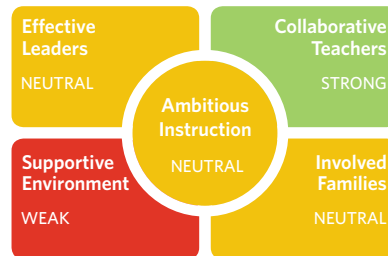 Effective
Leaders
NEUTRAL
Collaborative
Teachers
STRONG
Ambitious
Instruction
NEUTRAL
Supportive
Environment
WEAK
Involved
Families
NEUTRAL